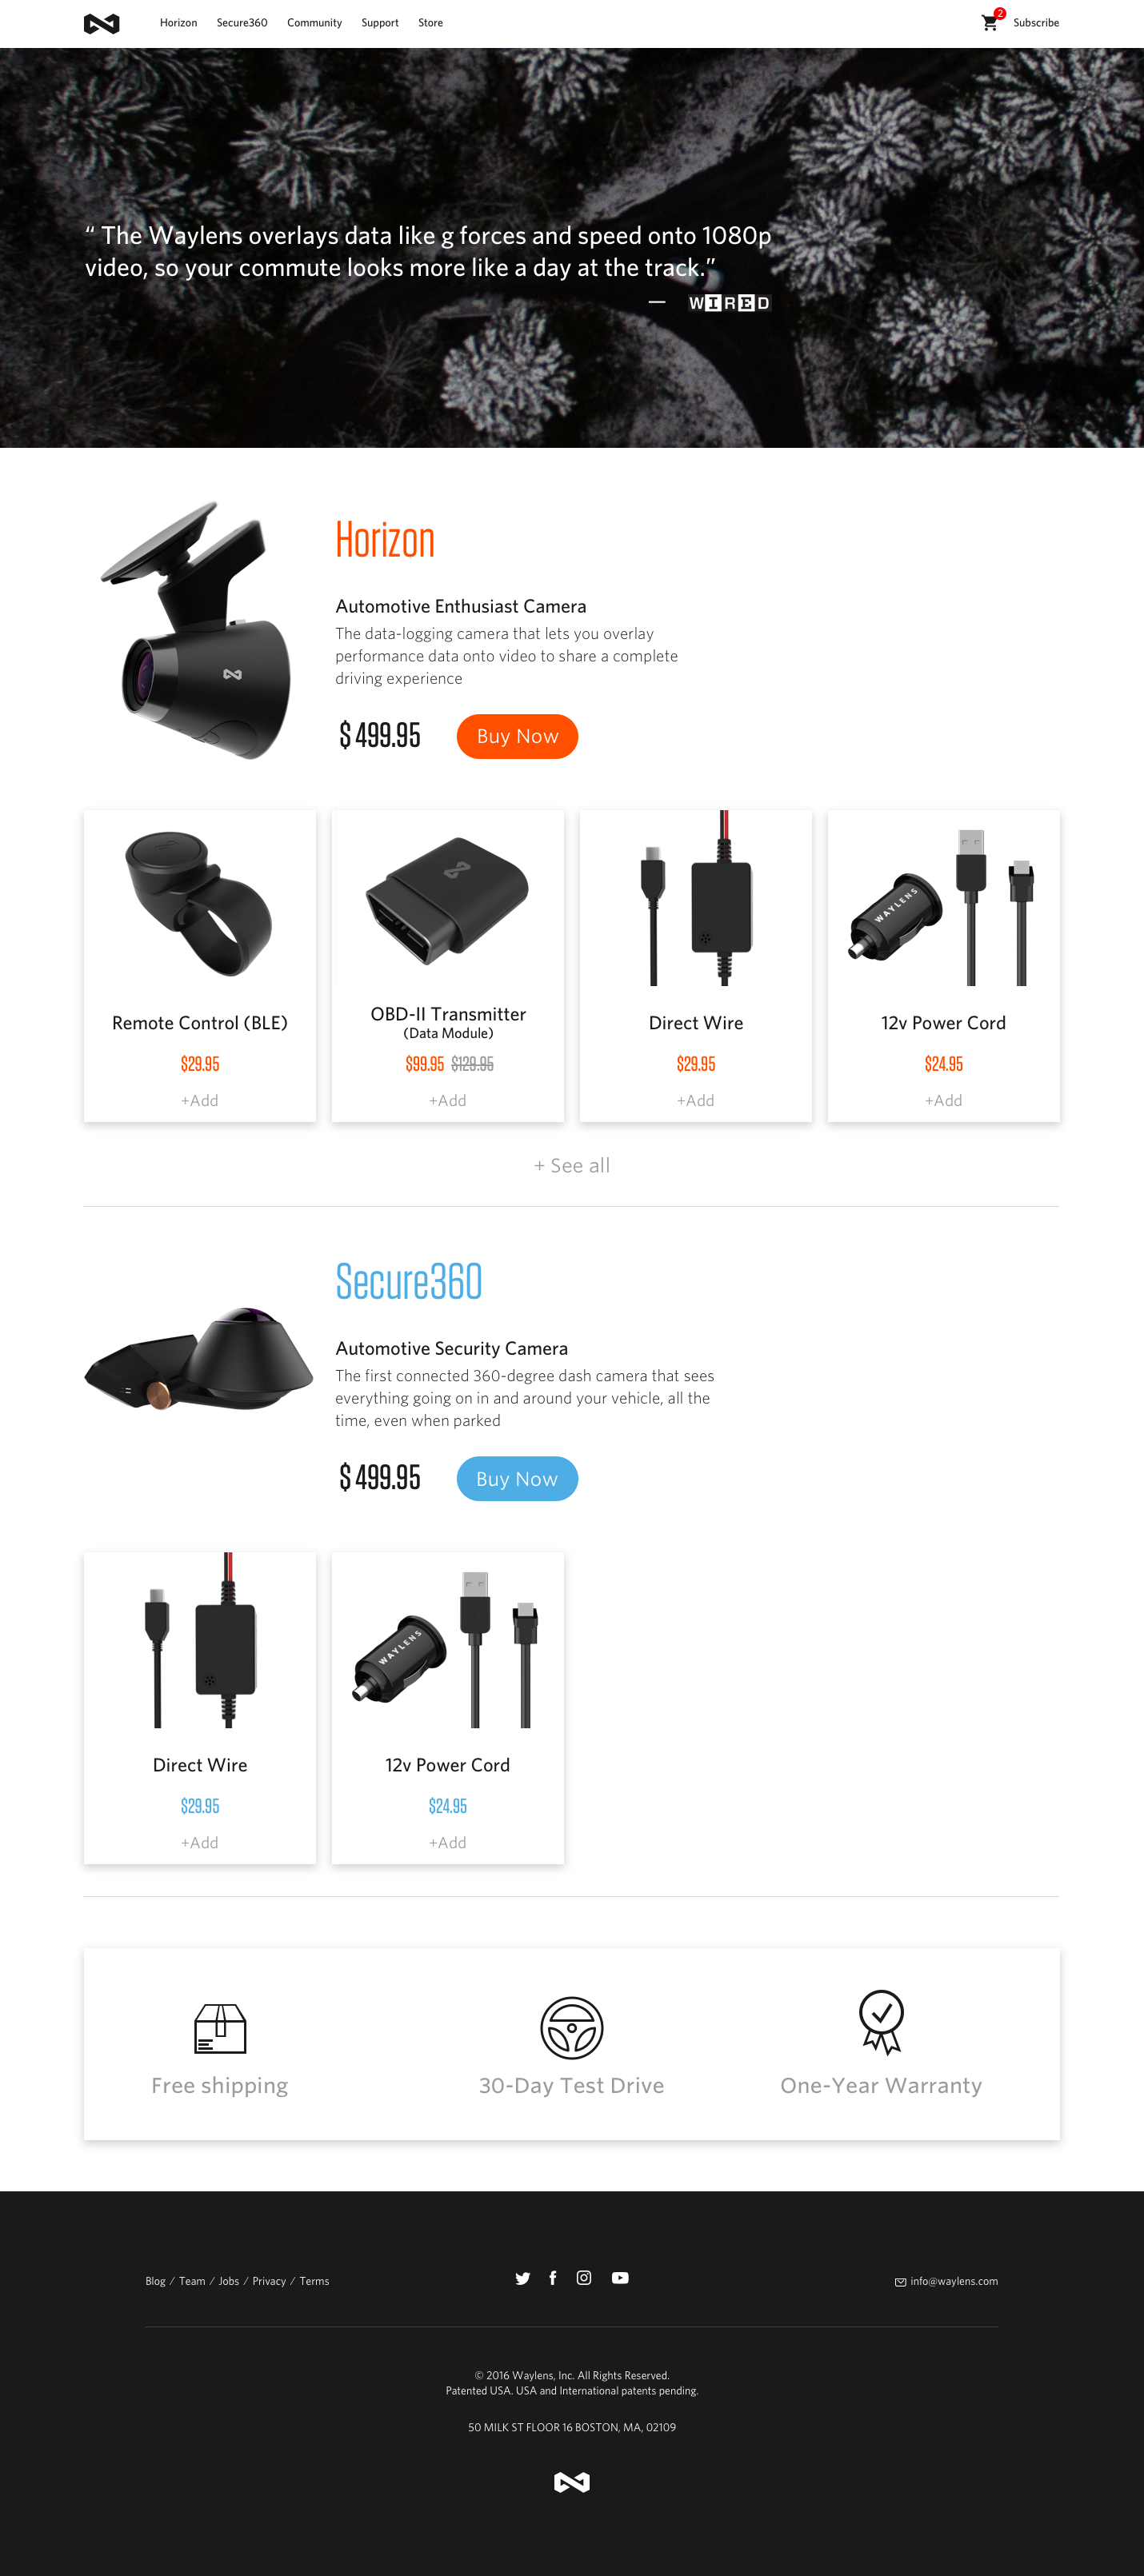 Horizon Secure360 Community Support Store 2 Subscribe
“ The Waylens overlays data like g forces and speed onto 1080p
video, so your commute looks more like a day at the track.”
— WIRED
Horizon
Automotive Enthusiast Camera
The data-logging camera that lets you overlay
performance data onto video to share a complete
driving experience
$ 499.95 Buy Now
WAYLENS
Remote Control (BLE)
$29.95
+Add
OBD-II Transmitter
(Data Module)
$99.95 $129.95
+Add
Direct Wire
$29.95
+Add
12v Power Cord
$24.95
+Add
+ See all
Secure360
Automotive Security Camera
The first connected 360-degree dash camera that sees
everything going on in and around your vehicle, all the
time, even when parked
$ 499.95 Buy Now
WAYLENS
Direct Wire
$29.95
+Add
12v Power Cord
$24.95
+Add
Free shipping
30-Day Test Drive
One-Year Warranty
Blog / Team / Jobs / Privacy / Terms
info@waylens.com
© 2016 Waylens, Inc. All Rights Reserved.
Patented USA. USA and International patents pending.
50 MILK ST FLOOR 16 BOSTON, MA, 02109